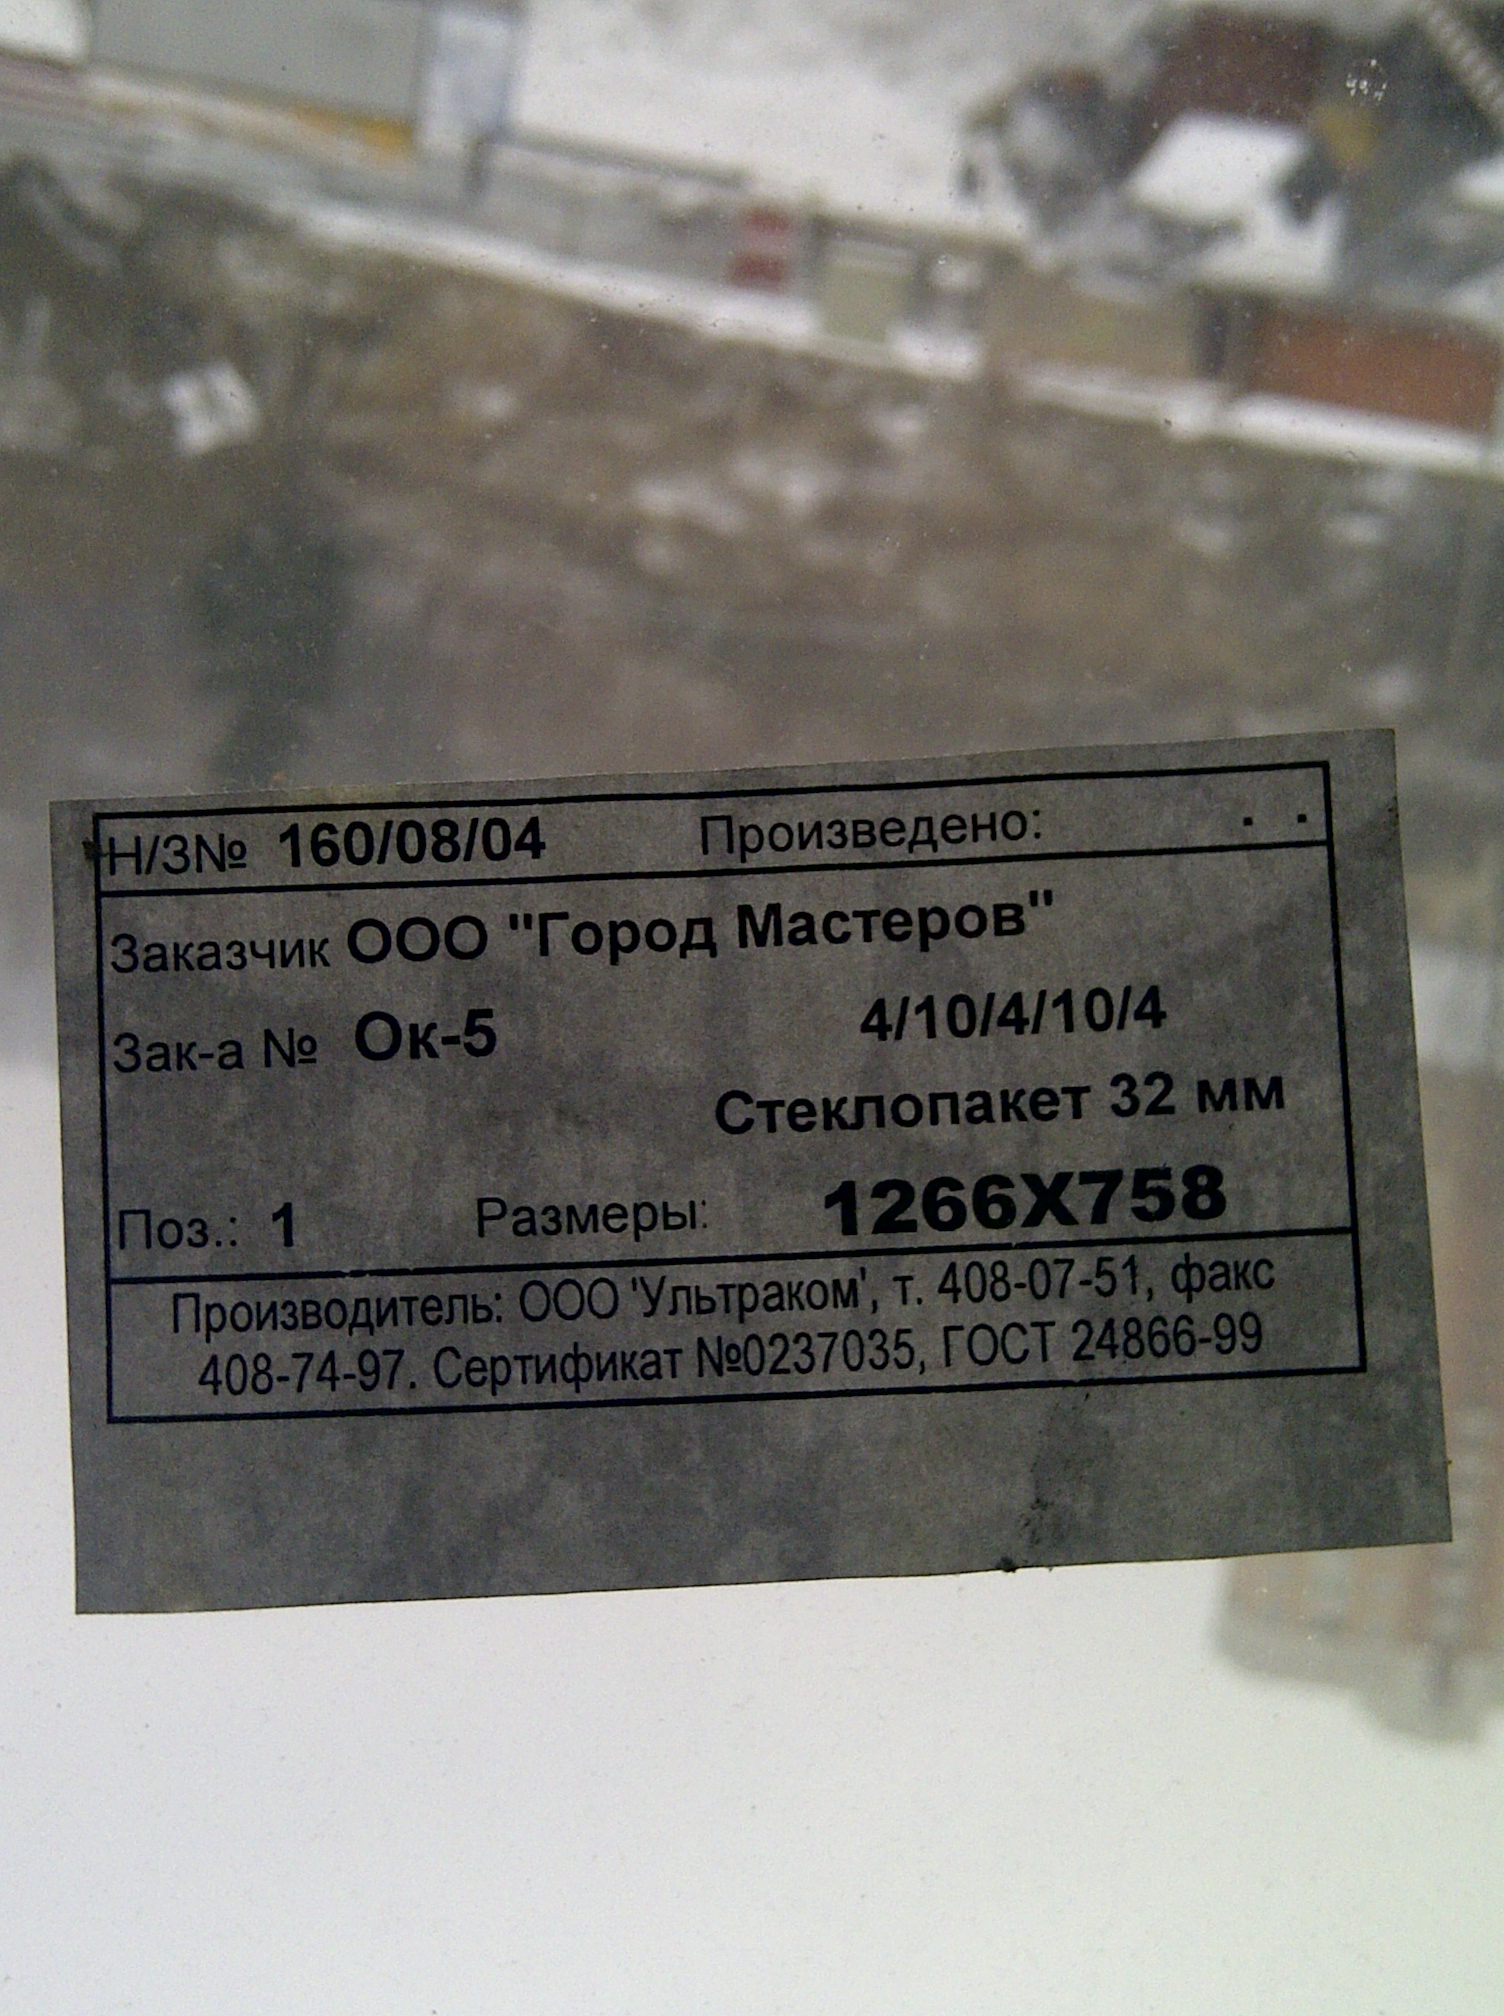 Н/З№ 160/08/04 Произведено: . .
Заказчик ООО "Город Мастеров"
Зак-а № Ок-5 4/10/4/10/4
Стеклопакет 32 мм
Поз.: 1 Размеры: 1266X758
Производитель: ООО 'Ультраком', т. 408-07-51, факс
408-74-97. Сертификат №0237035, ГОСТ 24866-99